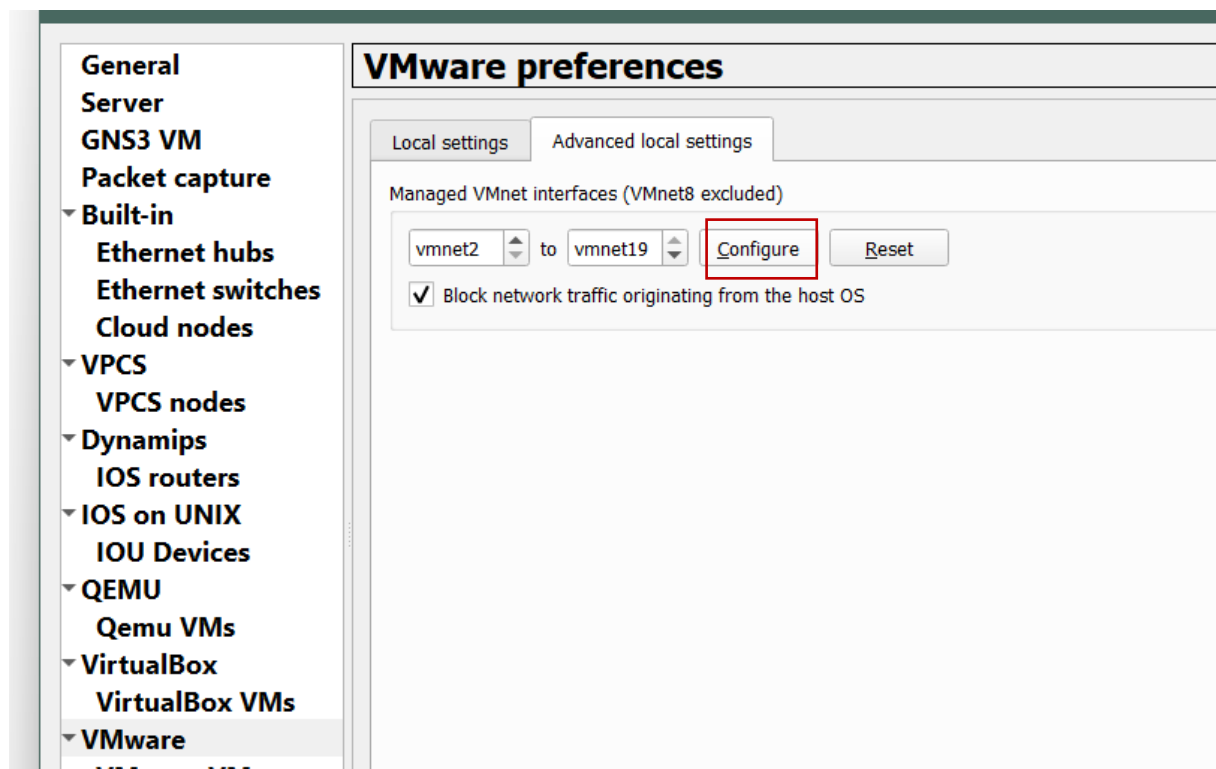 General
Server
GNS3 VM
Packet capture
Built-in
Ethernet hubs
Ethernet switches
Cloud nodes
VPCS
VPCS nodes
Dynamips
IOS routers
IOS on UNIX
IOU Devices
QEMU
Qemu VMs
VirtualBox
VirtualBox VMs
VMware
VMware preferences
Local settings
Advanced local settings
Managed VMnet interfaces (VMnet8 excluded)
vmnet2 to vmnet19 Configure Reset
Block network traffic originating from the host OS